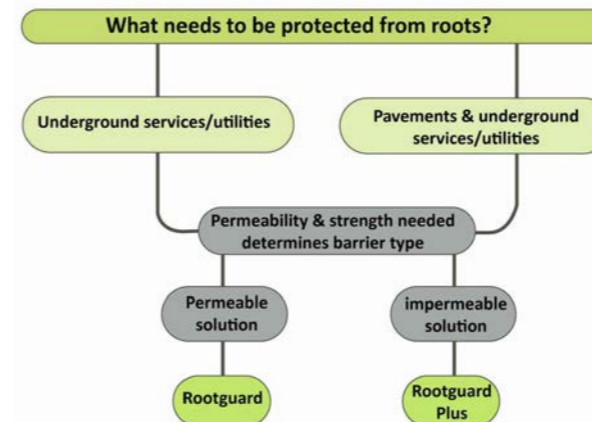 What needs to be protected from roots?
Underground services/utilities
Pavements & underground
services/utilities
Permeability & strength needed
determines barrier type
Permeable
solution
impermeable
solution
Rootguard
Rootguard
Plus